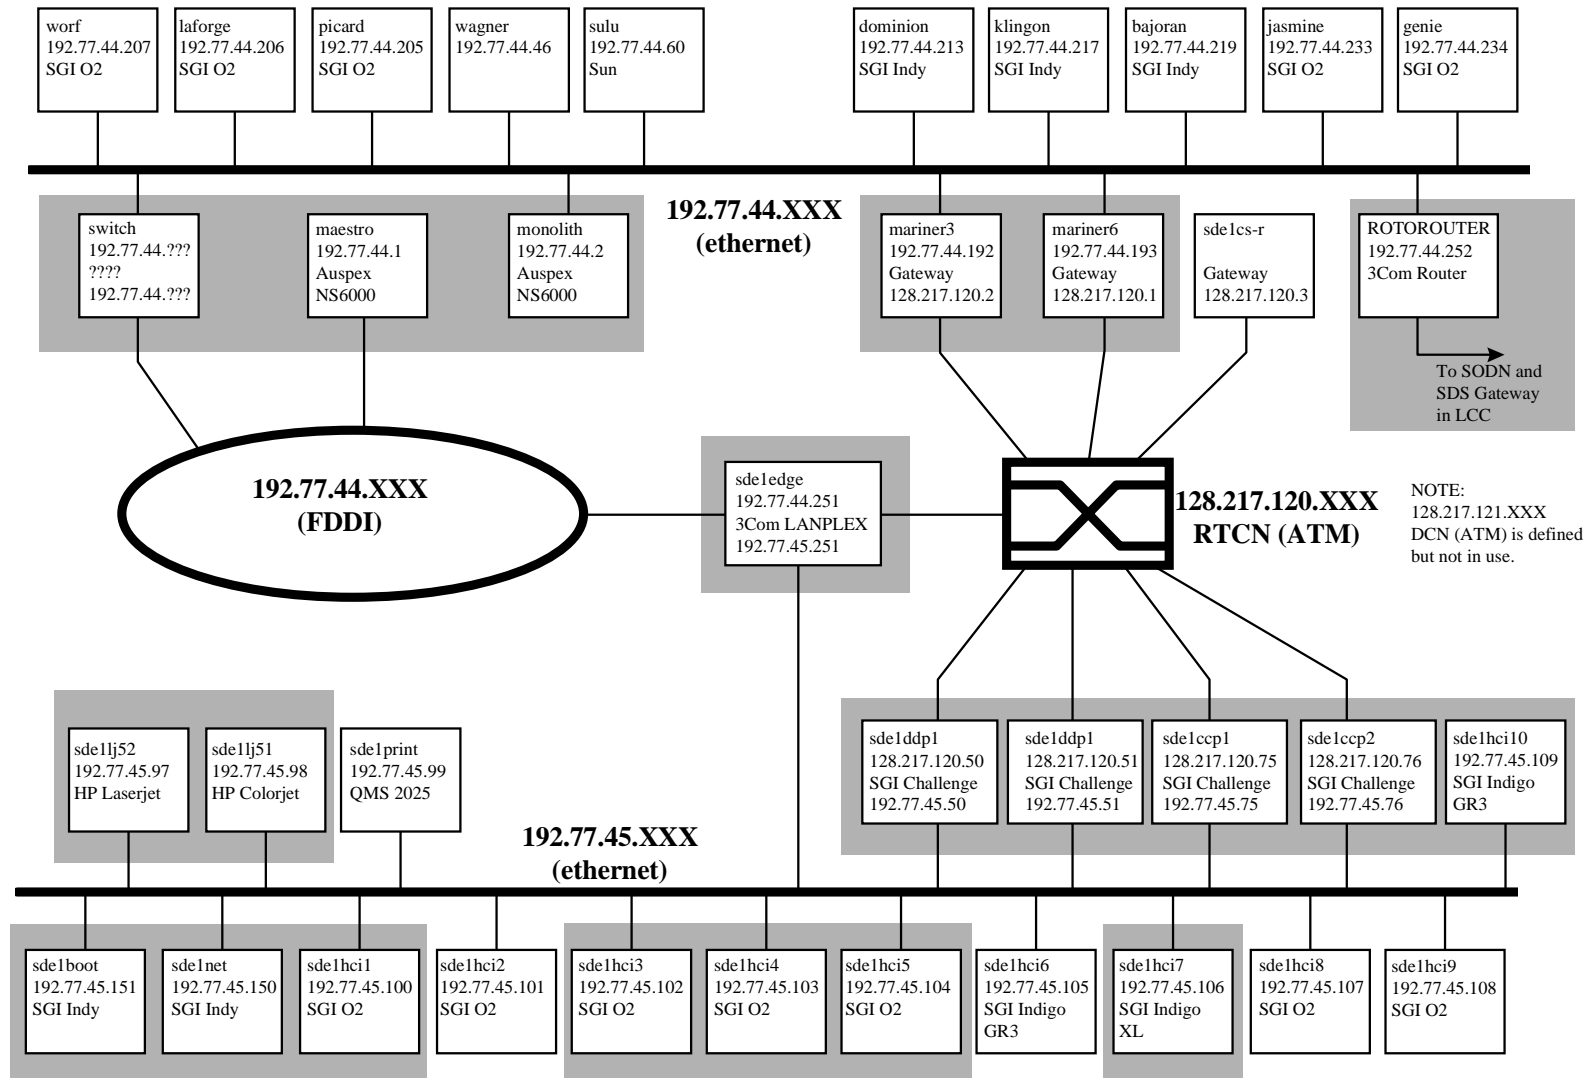 worf
192.77.44.207
SGI O2
laforge
192.77.44.206
SGI O2
picard
192.77.44.205
SGI O2
wagner
192.77.44.46
sulu
192.77.44.60
Sun
dominion
192.77.44.213
SGI Indy
klingon
192.77.44.217
SGI Indy
bajoran
192.77.44.219
SGI Indy
jasmine
192.77.44.233
SGI O2
genie
192.77.44.234
SGI O2
switch
192.77.44.???
????
192.77.44.???
maestro
192.77.44.1
Auspex
NS6000
monolith
192.77.44.2
Auspex
NS6000
192.77.44.XXX
(ethernet)
mariner3
192.77.44.192
Gateway
128.217.120.2
mariner6
192.77.44.193
Gateway
128.217.120.1
sde1cs-r
Gateway
128.217.120.3
ROTOROUTER
192.77.44.252
3Com Router
To SODN and
SDS Gateway
in LCC
192.77.44.XXX
(FDDI)
sde1edge
192.77.44.251
3Com LANPLEX
192.77.45.251
128.217.120.XXX
RTCN (ATM)
NOTE:
128.217.121.XXX
DCN (ATM) is defined
but not in use.
sde1lj52
192.77.45.97
HP Laserjet
sde1lj51
192.77.45.98
HP Colorjet
sde1print
192.77.45.99
QMS 2025
192.77.45.XXX
(ethernet)
sde1ddp1
128.217.120.50
SGI Challenge
192.77.45.50
sde1ddp1
128.217.120.51
SGI Challenge
192.77.45.51
sde1ccp1
128.217.120.75
SGI Challenge
192.77.45.75
sde1ccp2
128.217.120.76
SGI Challenge
192.77.45.76
sde1hci10
192.77.45.109
SGI Indigo
GR3
sde1boot
192.77.45.151
SGI Indy
sde1net
192.77.45.150
SGI Indy
sde1hci1
192.77.45.100
SGI O2
sde1hci2
192.77.45.101
SGI O2
sde1hci3
192.77.45.102
SGI O2
sde1hci4
192.77.45.103
SGI O2
sde1hci5
192.77.45.104
SGI O2
sde1hci6
192.77.45.105
SGI Indigo
GR3
sde1hci7
192.77.45.106
SGI Indigo
XL
sde1hci8
192.77.45.107
SGI O2
sde1hci9
192.77.45.108
SGI O2